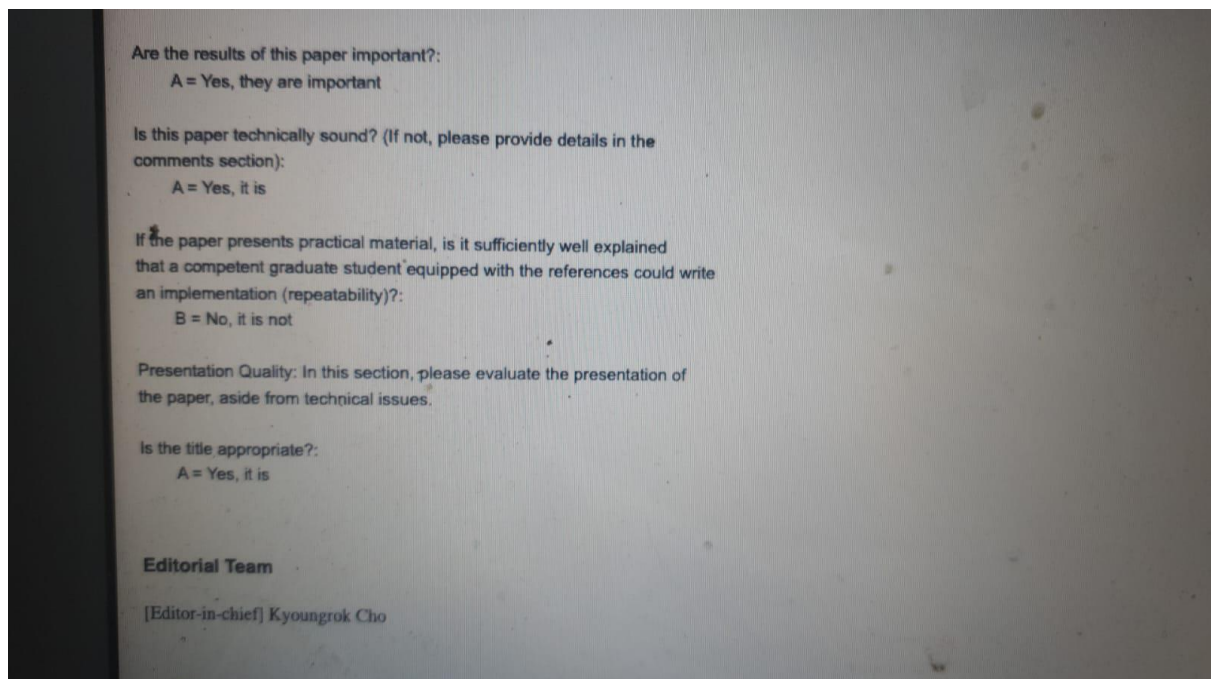 Are the results of this paper important?:
A = Yes, they are important
Is this paper technically sound? (If not, please provide details in the
comments section):
A = Yes, it is
If the paper presents practical material, is it sufficiently well explained
that a competent graduate student equipped with the references could write
an implementation (repeatability)?:
B = No, it is not
Presentation Quality: In this section, please evaluate the presentation of
the paper, aside from technical issues.
Is the title appropriate?:
A = Yes, it is
Editorial Team
[Editor-in-chief] Kyoungrok Cho